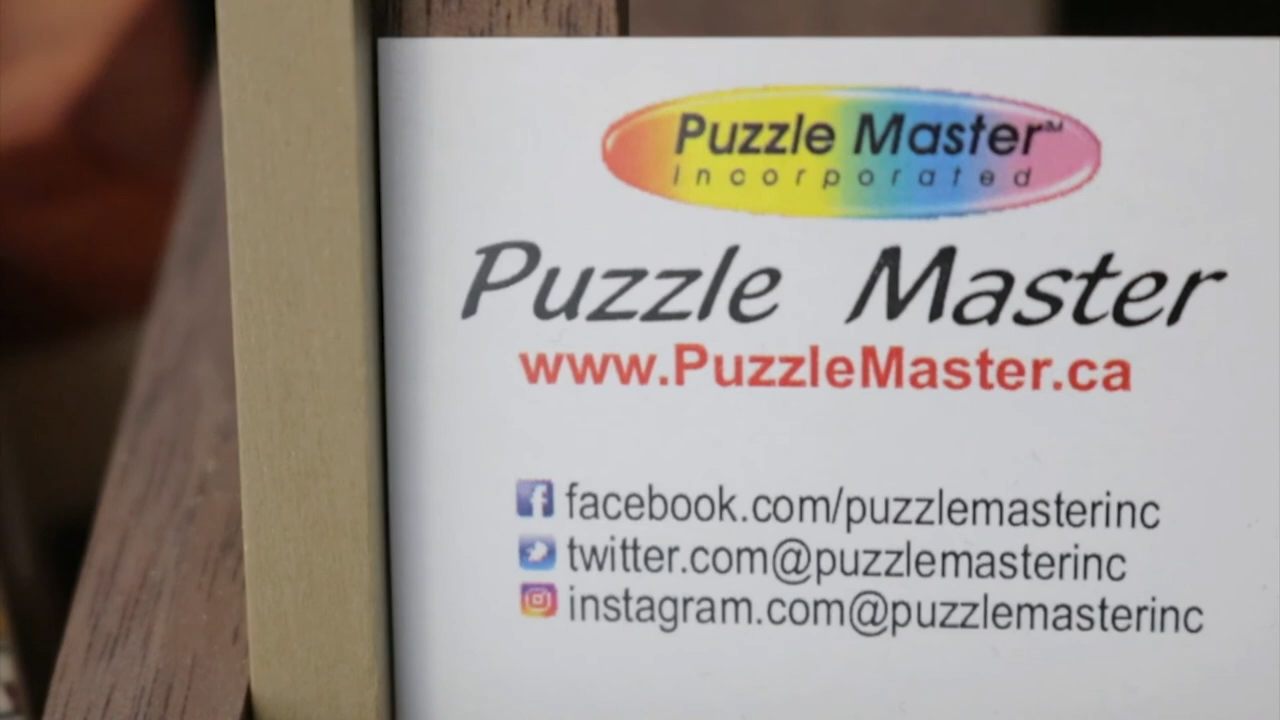 Puzzle Master™
Incorporated
Puzzle Master
www.PuzzleMaster.ca
facebook.com/puzzlemasterinc
twitter.com@puzzlemasterinc
instagram.com@puzzlemasterinc